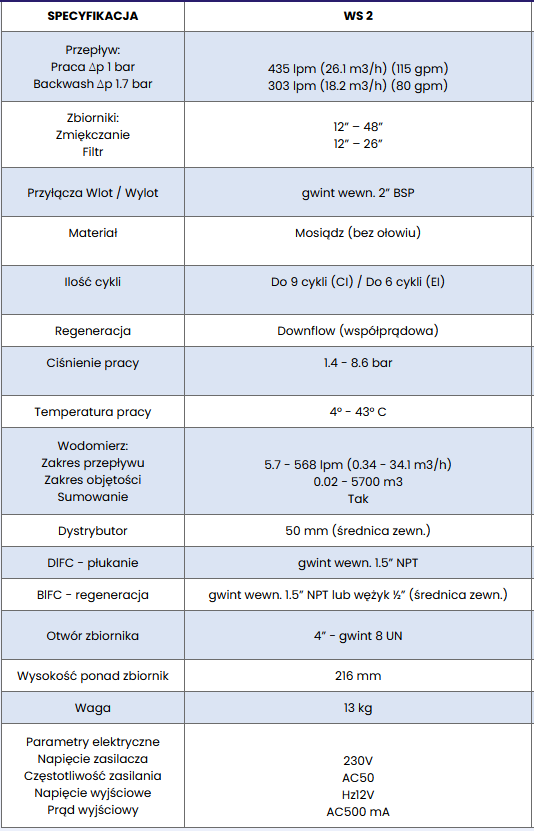 SPECYFIKACJA WS 2
Przepływ:
Praca Δp 1 bar 435 lpm (26.1 m3/h) (115 gpm)
Backwash Δp 1.7 bar 303 lpm (18.2 m3/h) (80 gpm)
Zbiorniki:
Zmiękczanie 12” – 48”
Filtr 12” – 26”
Przyłącza Wlot / Wylot gwint wewn. 2” BSP
Materiał Mosiądz (bez ołowiu)
Ilość cykli Do 9 cykli (CI) / Do 6 cykli (EI)
Regeneracja Downflow (współprądowa)
Ciśnienie pracy 1.4 - 8.6 bar
Temperatura pracy 4º - 43º C
Wodomierz:
Zakres przepływu 5.7 - 568 lpm (0.34 - 34.1 m3/h)
Zakres objętości 0.02 - 5700 m3
Sumowanie Tak
Dystrybutor 50 mm (średnica zewn.)
DlFC - płukanie gwint wewn. 1.5” NPT
BlFC - regeneracja gwint wewn. 1.5” NPT lub wężyk ½” (średnica zewn.)
Otwór zbiornika 4” - gwint 8 UN
Wysokość ponad zbiornik 216 mm
Waga 13 kg
Parametry elektryczne
Napięcie zasilacza 230V
Częstotliwość zasilania AC50
Napięcie wyjściowe Hz12V
Prąd wyjściowy AC500 mA